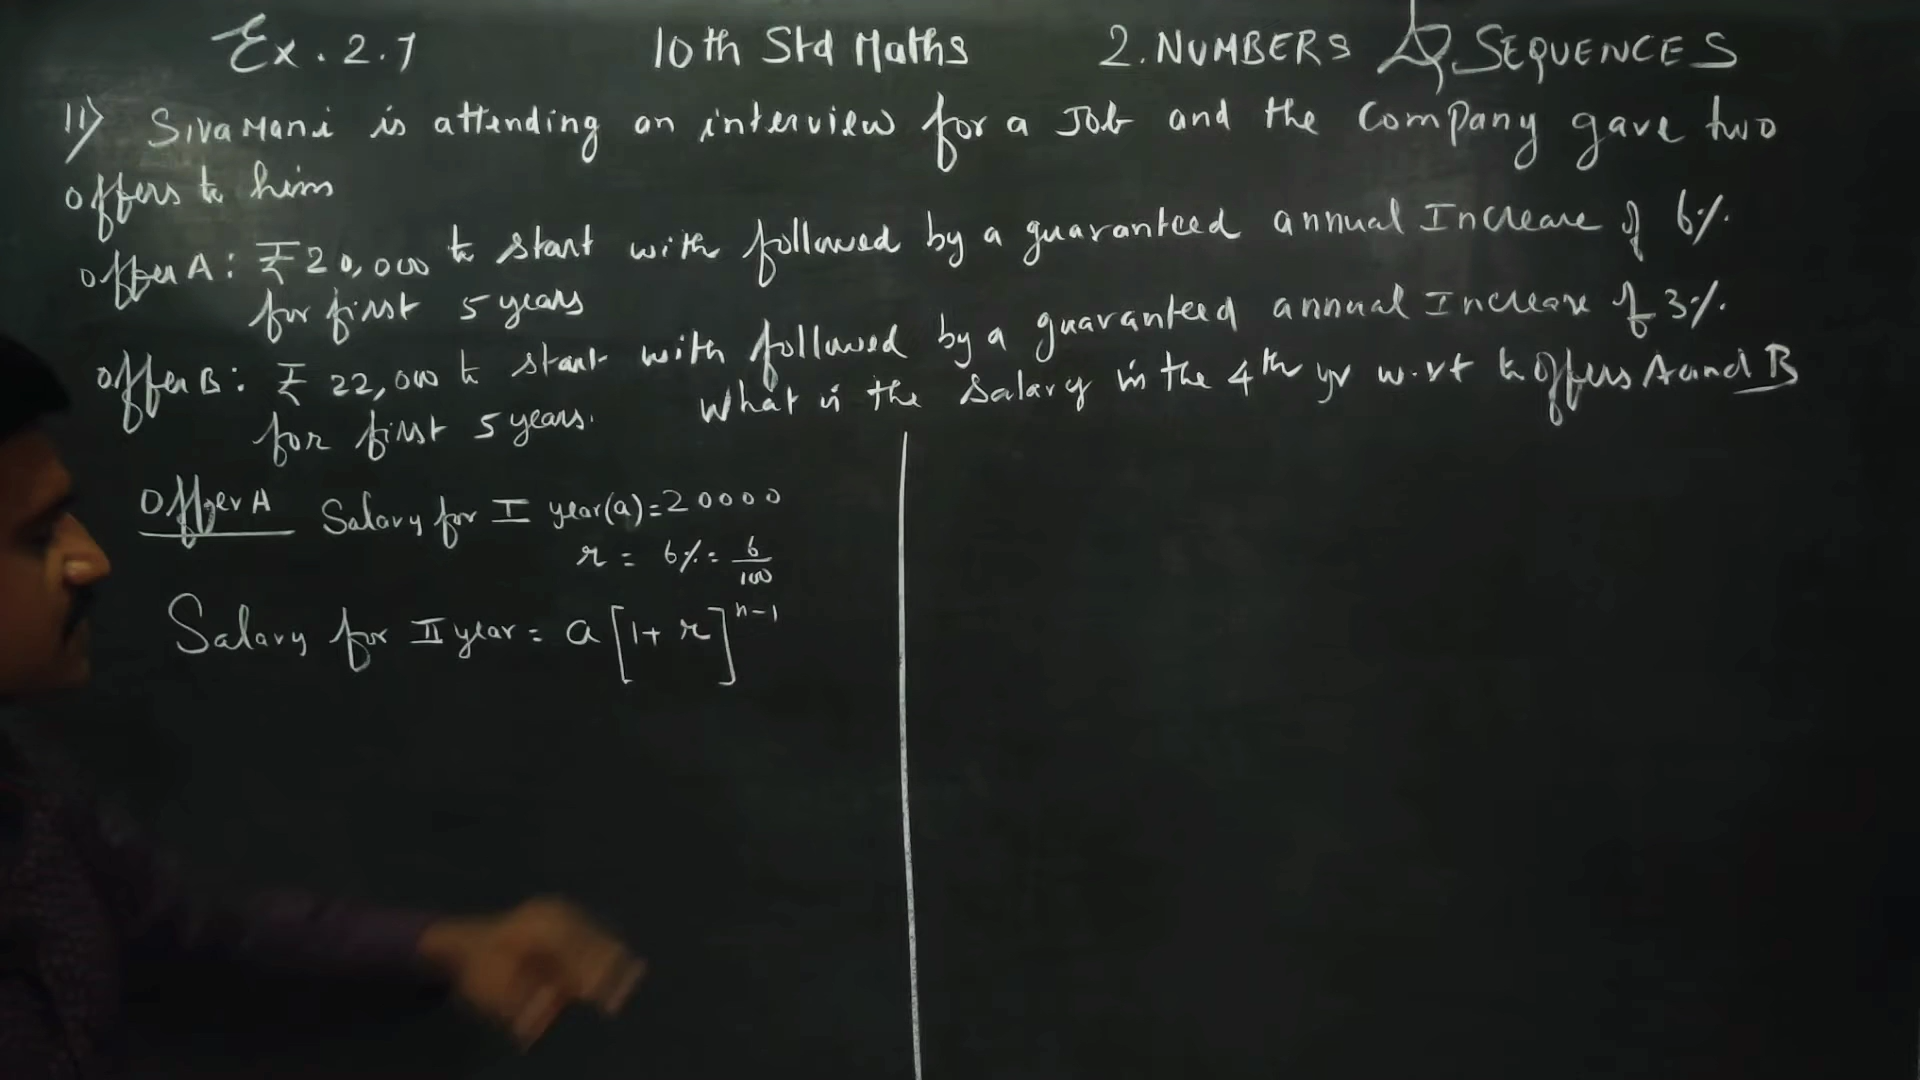 Ex. 2.7 10th Std Maths 2. NUMBERS & SEQUENCES
11) Sivamani is attending an interview for a Job and the Company gave two
offers to him
Offer A: ₹20,000 to start with followed by a guaranteed annual Increase of 6%
for first 5 years
Offer B: ₹ 22,000 to start with followed by a guaranteed annual Increase of 3%
for first 5 years. What is the Salary in the 4th yr w.r.t to Offers A and B
Offer A Salary for I year(a)=20000
r = 6% = 6/100
Salary for II year = a[1+r]^n-1